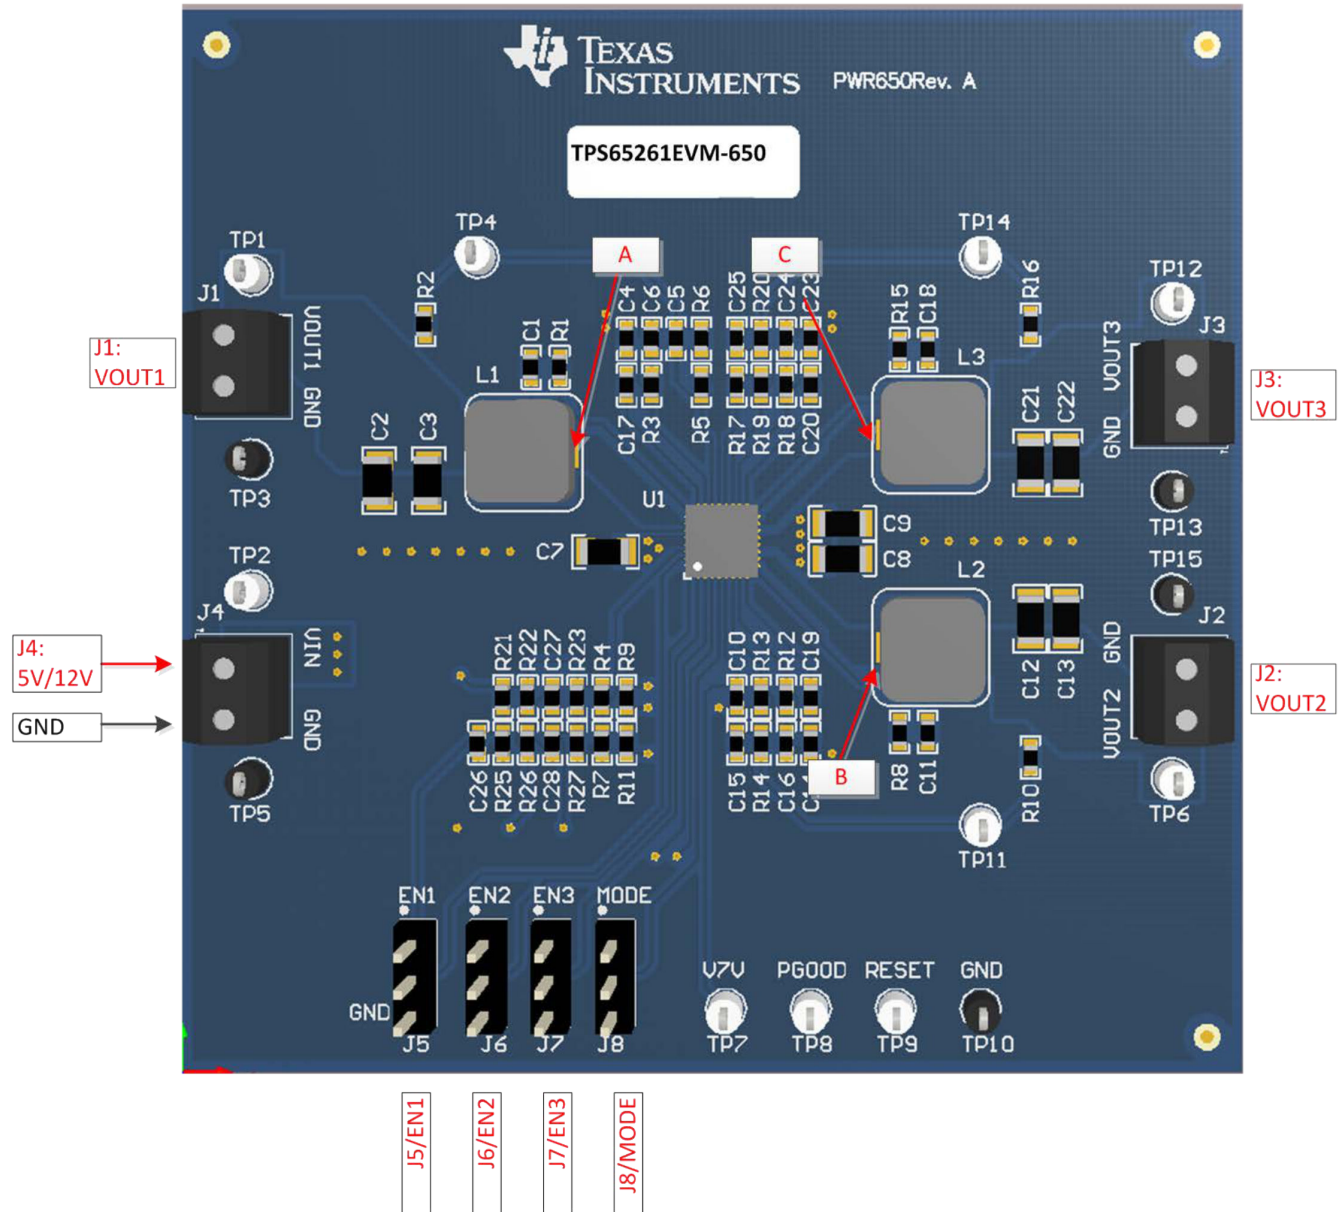 TEXAS
INSTRUMENTS
PWR650Rev. A
TPS65261EVM-650
TP4
TP14
TP1
A
C
TP12
J1
R2
C4
C6
C5
R6
C25
R20
C24
C23
R15
C18
R16
J3
VOUT1
GND
C1
R1
L1
L3
VOUT3
GND
J1:
VOUT1
J3:
VOUT3
C2
C3
C17
R3
R5
R17
R19
R18
C20
C21
C22
TP3
U1
TP13
C9
C7
C8
TP2
TP15
L2
J4
J2
VIN
GND
GND
VOUT2
J4:
5V/12V
GND
J2:
VOUT2
R21
R22
C27
R23
R4
R9
C10
R13
R12
C19
C12
C13
C26
R25
R26
C28
R27
R7
R11
C15
R14
C16
B
R8
C11
R10
TP5
TP6
TP11
EN1
EN2
EN3
MODE
V7V
PGOOD
RESET
GND
GND
J5
J6
J7
J8
TP7
TP8
TP9
TP10
J5/EN1
J6/EN2
J7/EN3
J8/MODE